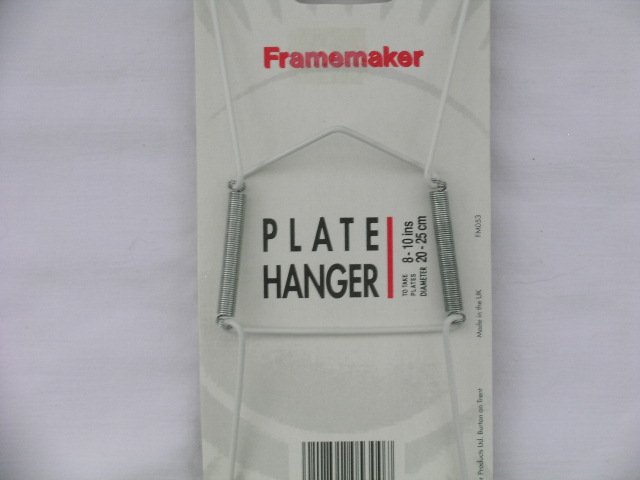 Framemaker
PLATE
HANGER
TO TAKE
PLATES
DIAMETER
8 - 10 ins
20 - 25 cm
FM053
Made in the UK
Products Ltd. Burton on Trent